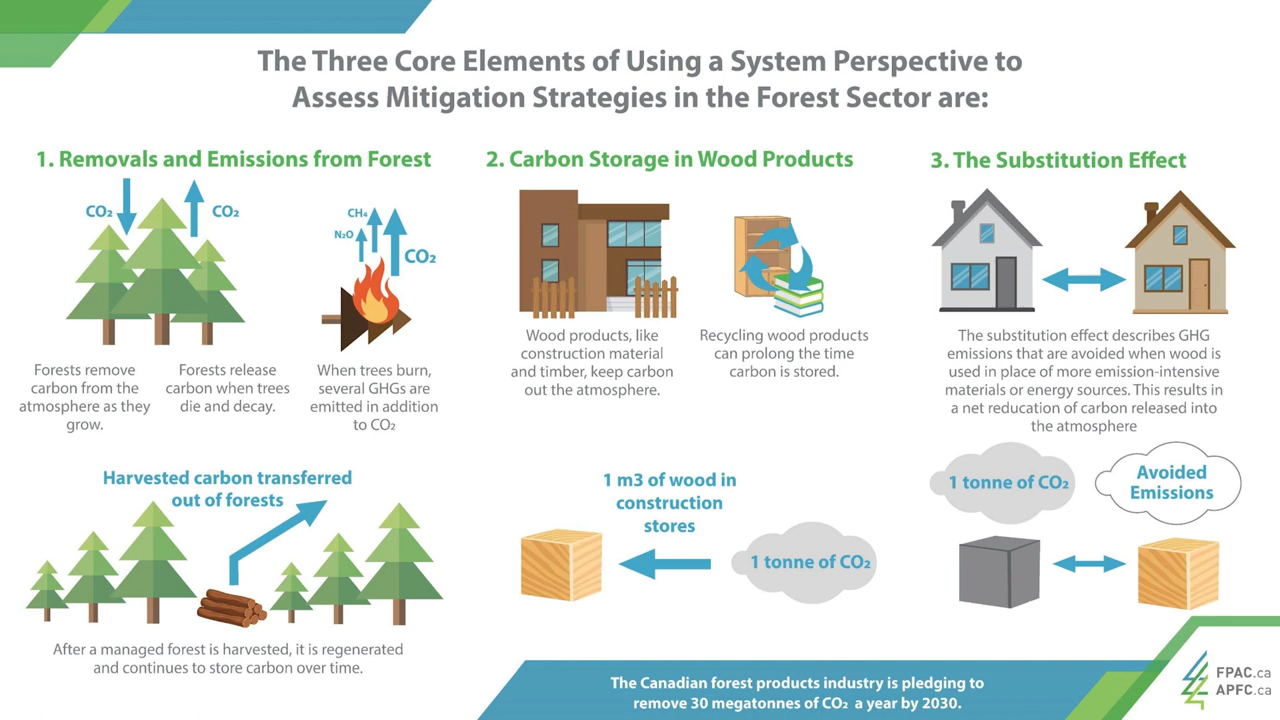 The Three Core Elements of Using a System Perspective to
Assess Mitigation Strategies in the Forest Sector are:
1. Removals and Emissions from Forest
CO₂
CO₂
CH₄
N₂O
CO₂
Forests remove
carbon from the
atmosphere as they
grow.
Forests release
carbon when trees
die and decay.
When trees burn,
several GHGs are
emitted in addition
to CO₂
Harvested carbon transferred
out of forests
After a managed forest is harvested, it is regenerated
and continues to store carbon over time.
2. Carbon Storage in Wood Products
Wood products, like
construction material
and timber, keep carbon
out the atmosphere.
Recycling wood products
can prolong the time
carbon is stored.
1 m3 of wood in
construction
stores
1 tonne of CO₂
3. The Substitution Effect
The substitution effect describes GHG
emissions that are avoided when wood is
used in place of more emission-intensive
materials or energy sources. This results in
a net reducation of carbon released into
the atmosphere
1 tonne of CO₂
Avoided
Emissions
The Canadian forest products industry is pledging to
remove 30 megatonnes of CO₂ a year by 2030.
FPAC.ca
APFC.ca